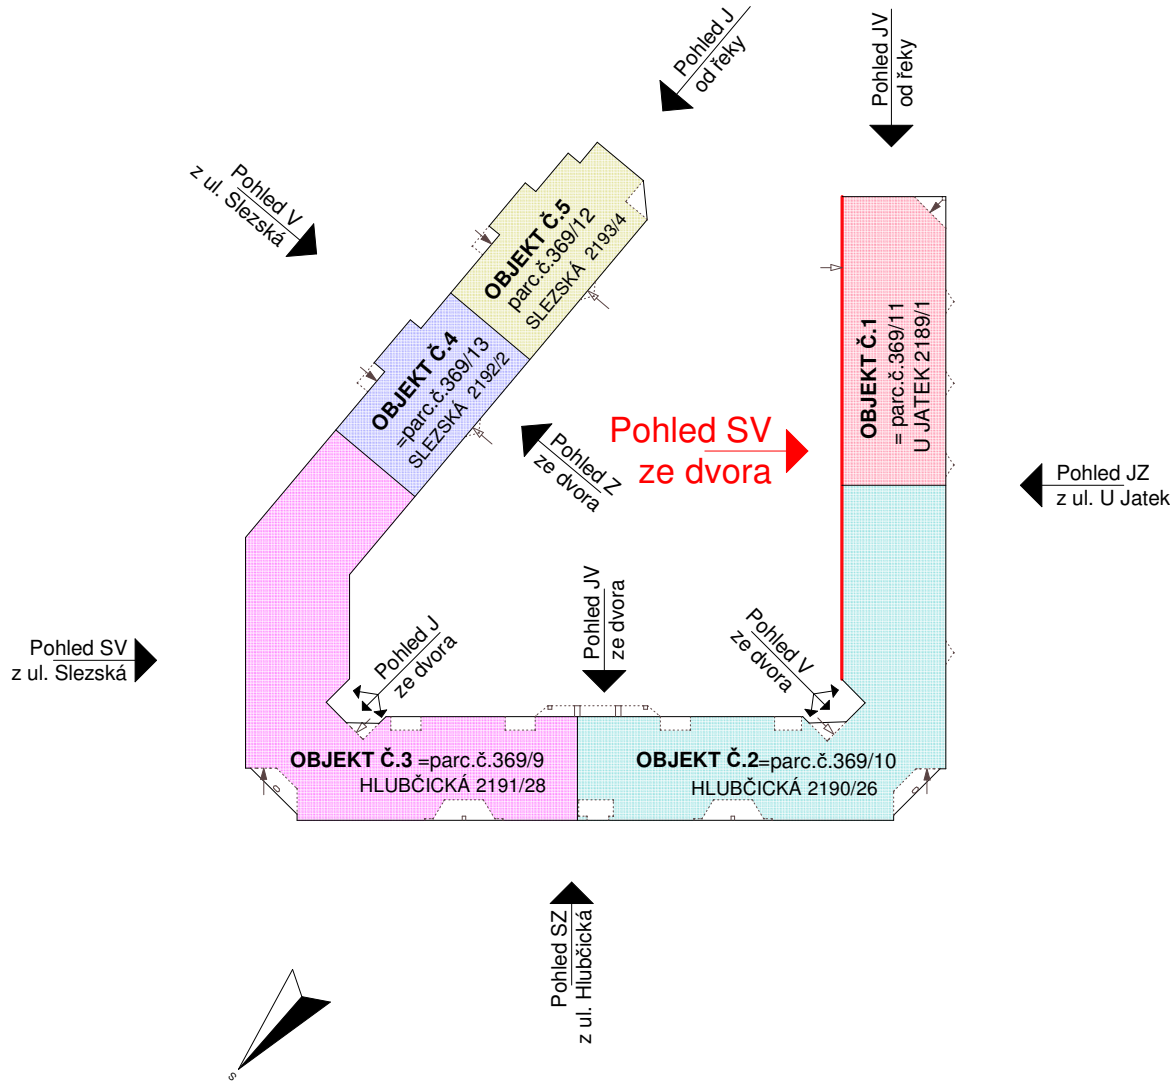 Pohled J
od řeky
Pohled JV
od řeky
Pohled V
z ul. Slezská
OBJEKT Č.5
parc.č.369/12
SLEZSKÁ 2193/4
OBJEKT Č.4
=parc.č.369/13
SLEZSKÁ 2192/2
OBJEKT Č.1
= parc.č.369/11
U JATEK 2189/1
Pohled SV
ze dvora
Pohled Z
ze dvora
Pohled JZ
z ul. U Jatek
Pohled SV
z ul. Slezská
Pohled J
ze dvora
Pohled JV
ze dvora
Pohled V
ze dvora
OBJEKT Č.3 =parc.č.369/9
HLUBČICKÁ 2191/28
OBJEKT Č.2=parc.č.369/10
HLUBČICKÁ 2190/26
Pohled SZ
z ul. Hlubčická
S